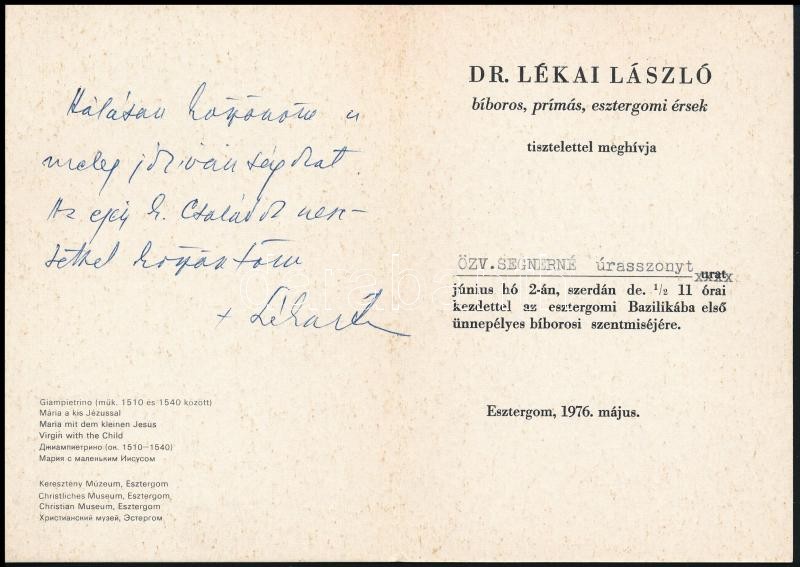 Hálásan köszönöm a
meleg jókívánságokat
Az egész k. Családot
szeretettel köszöntöm
+ Lékai L
Giampietrino (műk. 1510 és 1540 között)
Mária a kis Jézussal
Maria mit dem kleinen Jesus
Virgin with the Child
Джиампиетрино (ок. 1510—1540)
Мария с маленьким Иисусом
Keresztény Múzeum, Esztergom
Christliches Museum, Esztergom,
Christian Museum, Esztergom
Христианский музей, Эстергом
DR. LÉKAI LÁSZLÓ
bíboros, prímás, esztergomi érsek
tisztelettel meghívja
ÖZV.SEGNERNÉ úrasszonyt urat
xxxx
június hó 2-án, szerdán de. 1/2 11 órai
kezdettel az esztergomi Bazilikába első
ünnepélyes bíborosi szentmiséjére.
Esztergom, 1976. május.